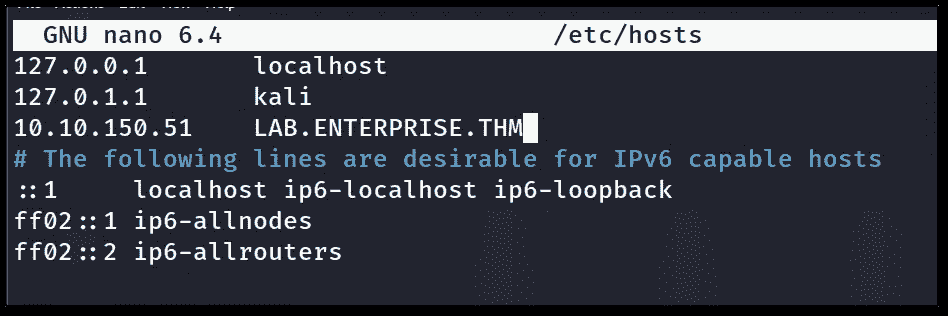 GNU nano 6.4 /etc/hosts
127.0.0.1 localhost
127.0.1.1 kali
10.10.150.51 LAB.ENTERPRISE.THM
# The following lines are desirable for IPv6 capable hosts
::1 localhost ip6-localhost ip6-loopback
ff02::1 ip6-allnodes
ff02::2 ip6-allrouters